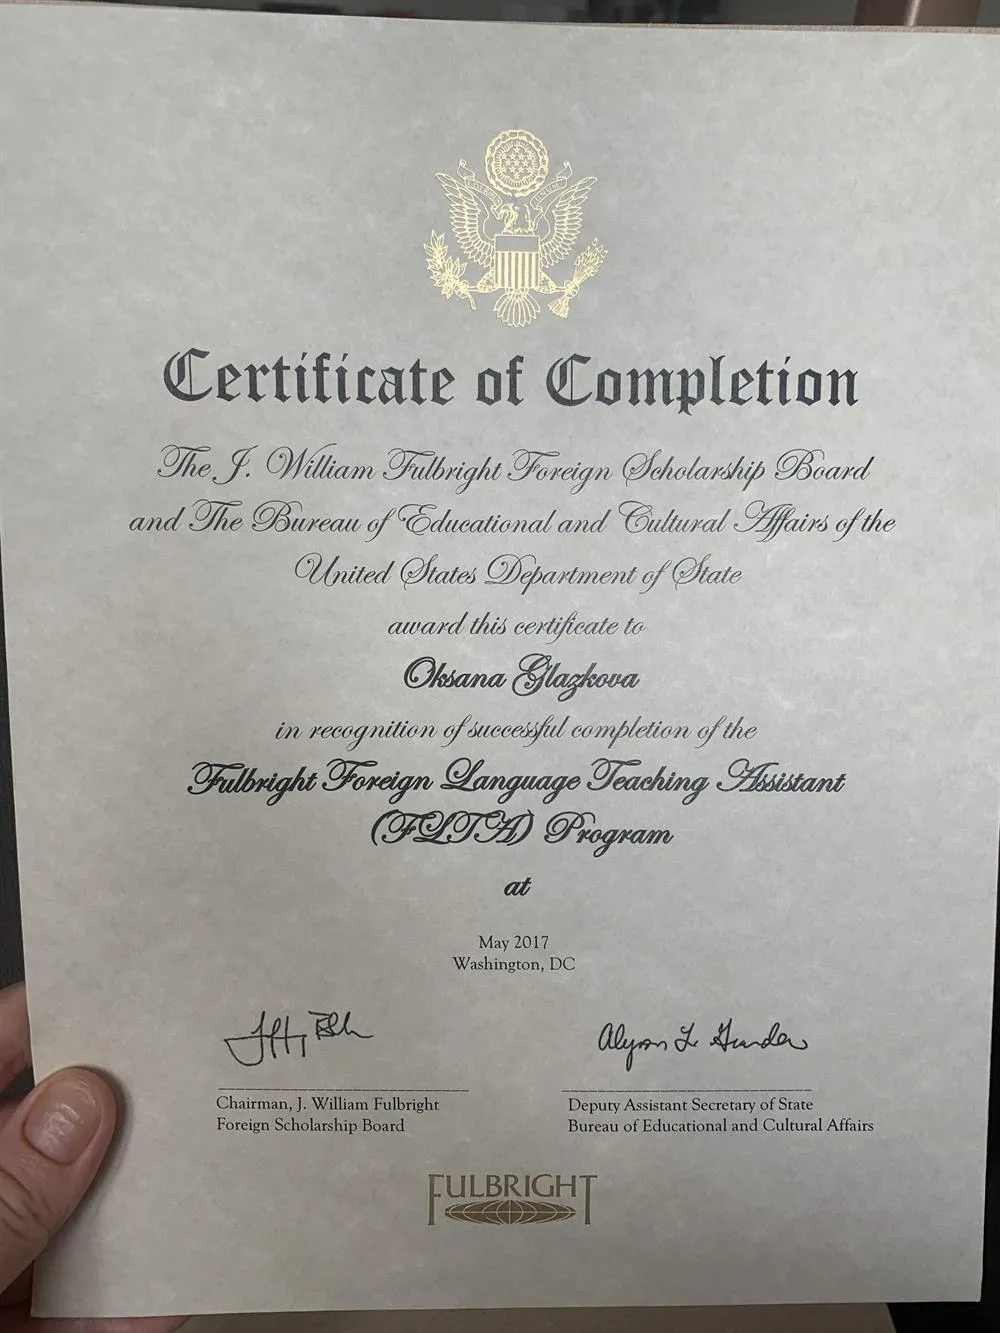 Certificate of Completion
The J. William Fulbright Foreign Scholarship Board
and The Bureau of Educational and Cultural Affairs of the
United States Department of State
award this certificate to
Oksana Glazkova
in recognition of successful completion of the
Fulbright Foreign Language Teaching Assistant
(FLTA) Program
at
May 2017
Washington, DC
Chairman, J. William Fulbright
Foreign Scholarship Board
Deputy Assistant Secretary of State
Bureau of Educational and Cultural Affairs
FULBRIGHT